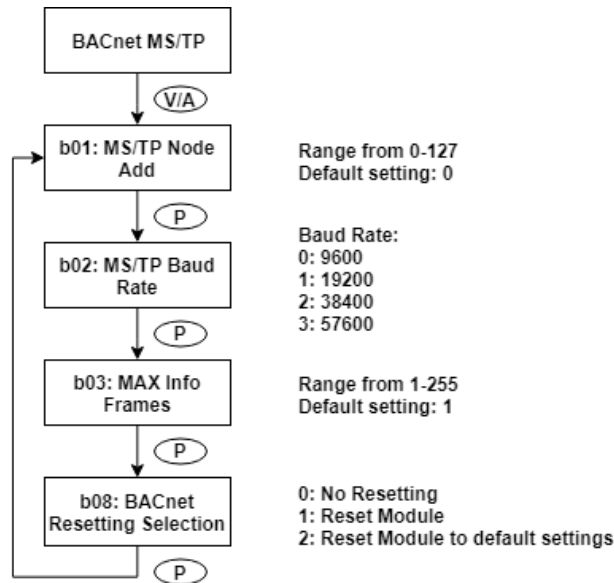 BACnet MS/TP
V/A
b01: MS/TP Node
Add
Range from 0-127
Default setting: 0
P
b02: MS/TP Baud
Rate
Baud Rate:
0: 9600
1: 19200
2: 38400
3: 57600
P
b03: MAX Info
Frames
Range from 1-255
Default setting: 1
P
b08: BACnet
Resetting Selection
0: No Resetting
1: Reset Module
2: Reset Module to default settings
P